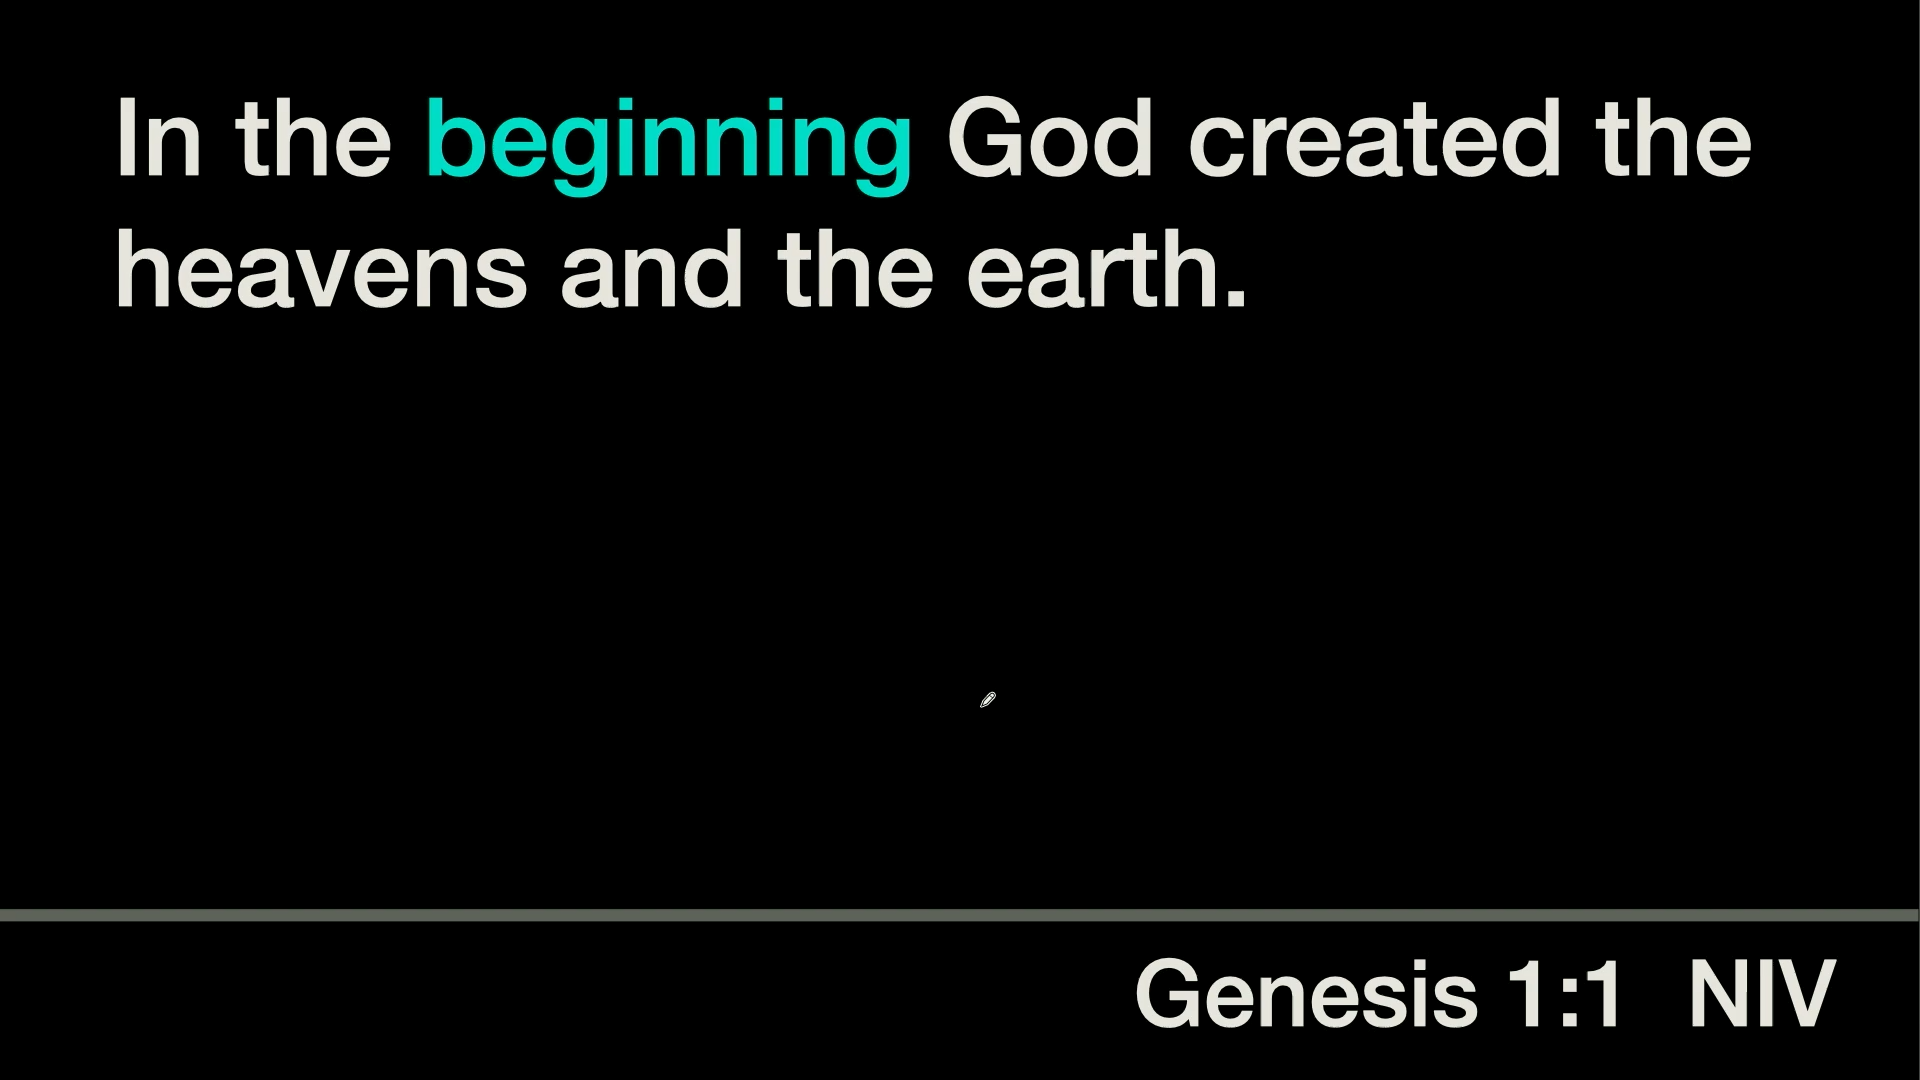 In the beginning God created the
heavens and the earth.
Genesis 1:1 NIV